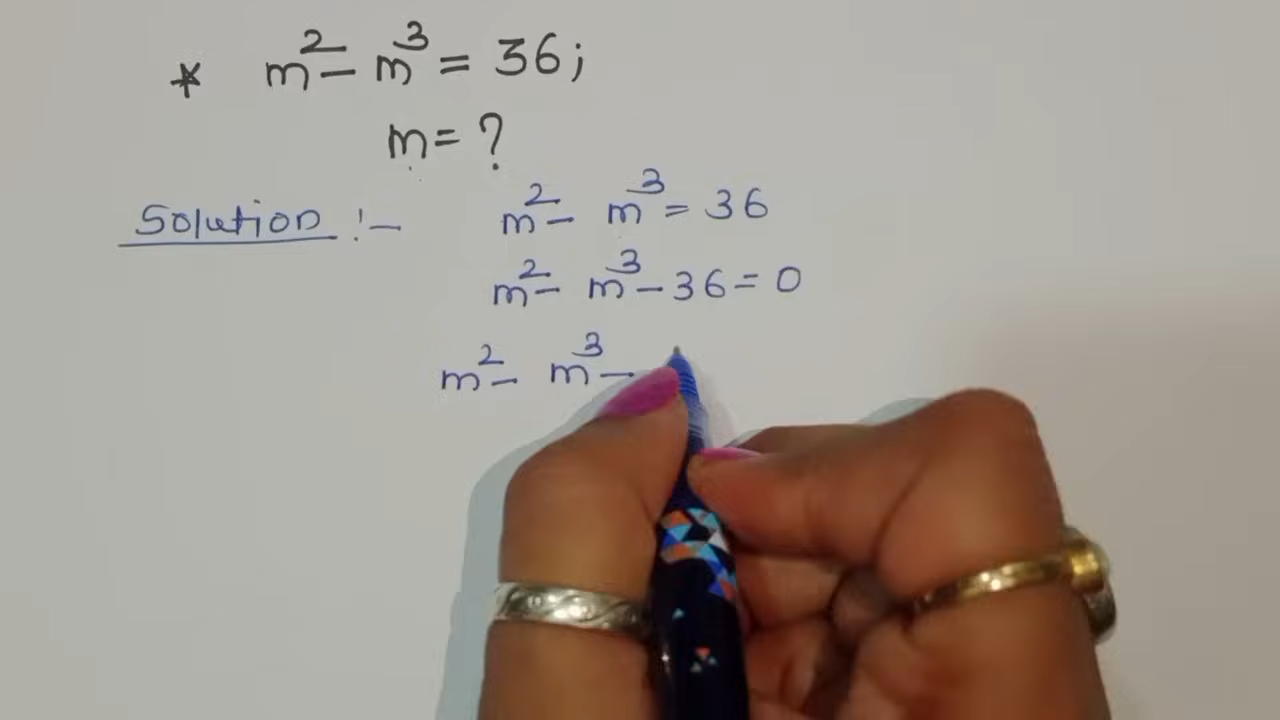 * m² - m³ = 36;
m = ?
Solution :- m² - m³ = 36
m² - m³ - 36 = 0
m² - m³ -